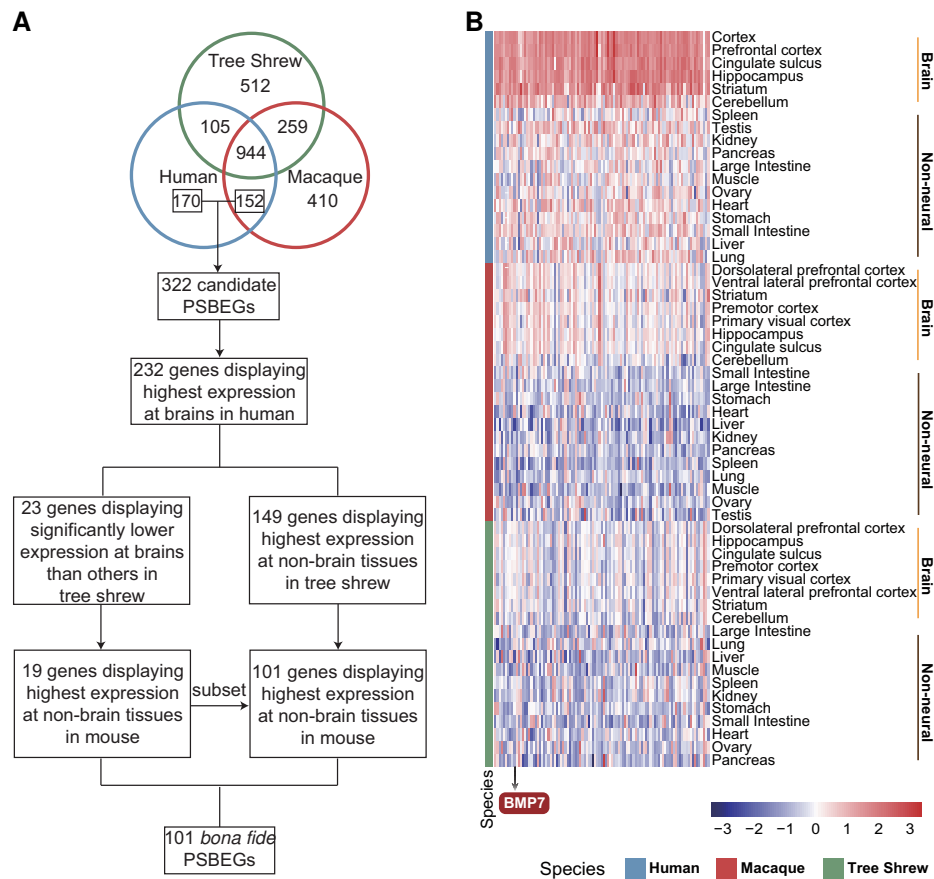 A
Tree Shrew
512
105
259
944
Human
Macaque
170
152
410
322 candidate
PSBEGs
232 genes displaying
highest expression
at brains in human
23 genes displaying
significantly lower
expression at brains
than others in
tree shrew
149 genes displaying
highest expression
at non-brain tissues
in tree shrew
19 genes displaying
highest expression
at non-brain tissues
in mouse
subset
101 genes displaying
highest expression
at non-brain tissues
in mouse
101 bona fide
PSBEGs
B
Cortex
Prefrontal cortex
Cingulate sulcus
Hippocampus
Striatum
Cerebellum
Spleen
Testis
Kidney
Pancreas
Large Intestine
Muscle
Ovary
Heart
Stomach
Small Intestine
Liver
Lung
Dorsolateral prefrontal cortex
Ventral lateral prefrontal cortex
Striatum
Premotor cortex
Primary visual cortex
Hippocampus
Cingulate sulcus
Cerebellum
Small Intestine
Large Intestine
Stomach
Heart
Liver
Kidney
Pancreas
Spleen
Lung
Muscle
Ovary
Testis
Dorsolateral prefrontal cortex
Hippocampus
Cingulate sulcus
Premotor cortex
Primary visual cortex
Ventral lateral prefrontal cortex
Striatum
Cerebellum
Large Intestine
Lung
Liver
Muscle
Spleen
Kidney
Stomach
Small Intestine
Heart
Ovary
Pancreas
Brain
Non-neural
Brain
Non-neural
Brain
Non-neural
Species
BMP7
−3 −2 −1 0 1 2 3
Species Human Macaque Tree Shrew